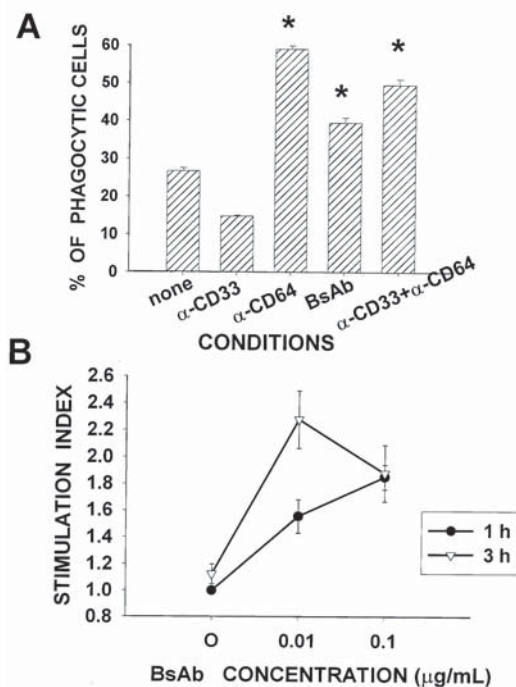 A
% OF PHAGOCYTIC CELLS
60
50
40
30
20
10
0
*
*
*
none
α-CD33
α-CD64
BsAb
α-CD33+α-CD64
CONDITIONS
B
STIMULATION INDEX
2.6
2.4
2.2
2.0
1.8
1.6
1.4
1.2
1.0
0.8
O
0.01
0.1
1 h
3 h
BsAb CONCENTRATION (μg/mL)